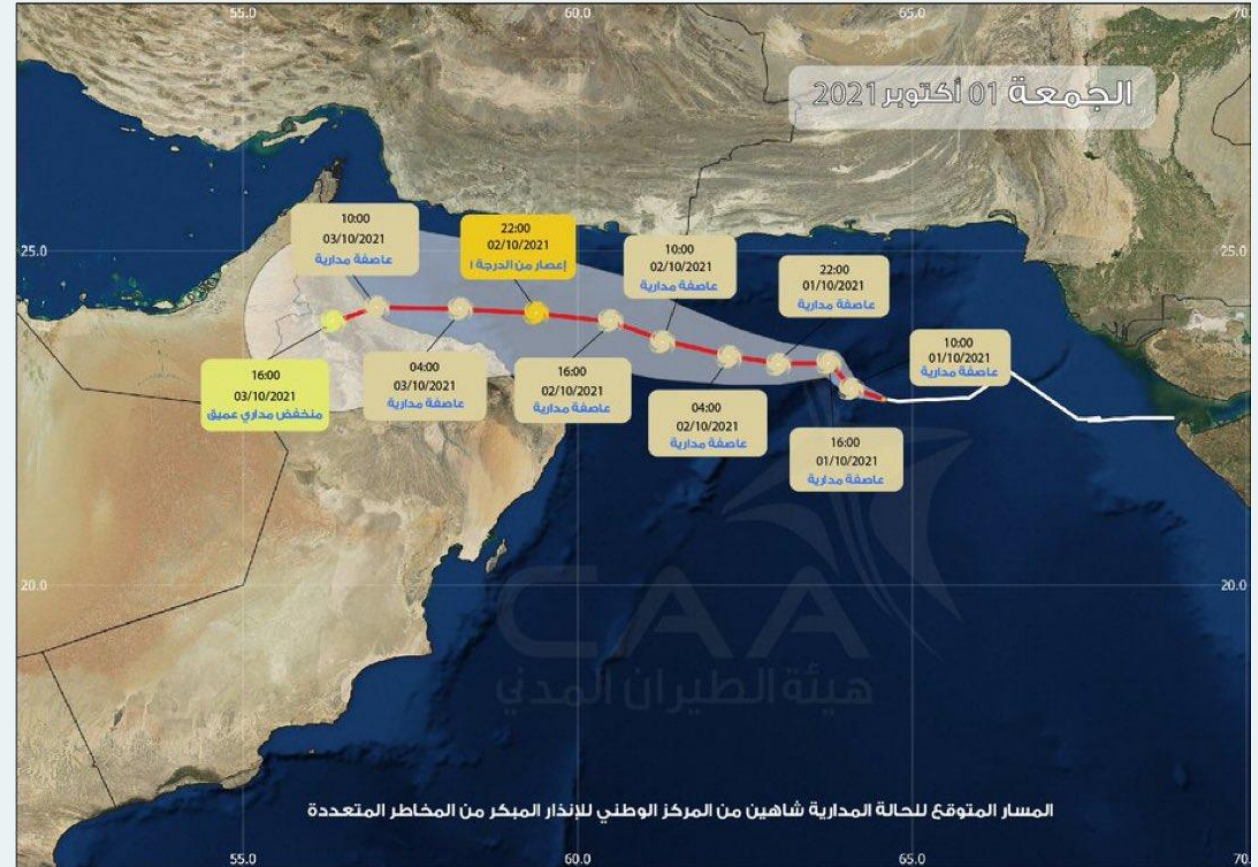 55.0 60.0 65.0 70.
الجمعة 01 أكتوبر 2021
25.0 25.0
10:00
03/10/2021
عاصفة مدارية
22:00
02/10/2021
إعصار من الدرجة ١
10:00
02/10/2021
عاصفة مدارية
22:00
01/10/2021
عاصفة مدارية
10:00
01/10/2021
عاصفة مدارية
16:00
03/10/2021
منخفض مداري عميق
04:00
03/10/2021
عاصفة مدارية
16:00
02/10/2021
عاصفة مدارية
04:00
02/10/2021
عاصفة مدارية
16:00
01/10/2021
عاصفة مدارية
20.0 20.0
CAA
هيئة الطيران المدني
المسار المتوقع للحالة المدارية شاهين من المركز الوطني للإنذار المبكر من المخاطر المتعددة
55.0 60.0 65.0 70.